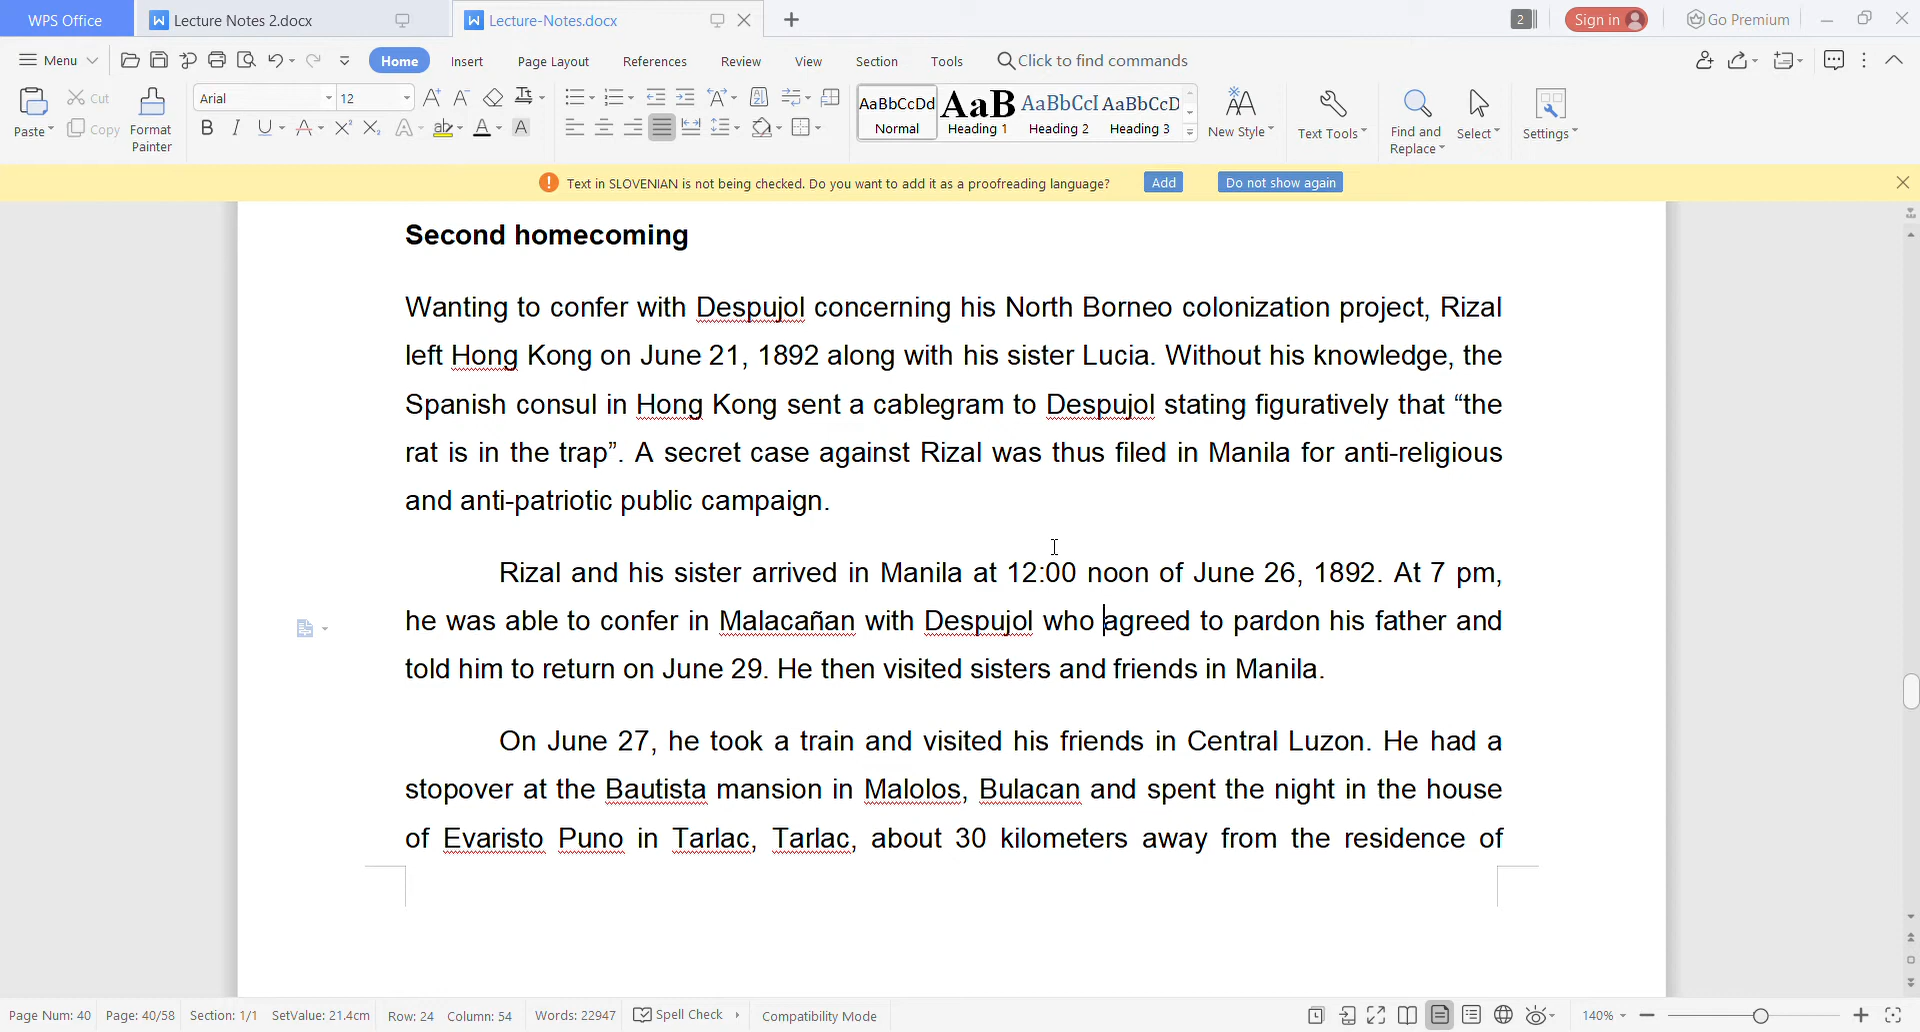 WPS Office
Lecture Notes 2.docx
Lecture-Notes.docx
2
Sign in
Go Premium
Menu
Home
Insert
Page Layout
References
Review
View
Section
Tools
Click to find commands
Paste
Cut
Copy
Format Painter
Arial
12
AaBbCcDd
Normal
AaB
Heading 1
AaBbCcI
Heading 2
AaBbCcD
Heading 3
New Style
Text Tools
Find and Replace
Select
Settings
Text in SLOVENIAN is not being checked. Do you want to add it as a proofreading language?
Add
Do not show again
Second homecoming
Wanting to confer with Despujol concerning his North Borneo colonization project, Rizal
left Hong Kong on June 21, 1892 along with his sister Lucia. Without his knowledge, the
Spanish consul in Hong Kong sent a cablegram to Despujol stating figuratively that “the
rat is in the trap”. A secret case against Rizal was thus filed in Manila for anti-religious
and anti-patriotic public campaign.
Rizal and his sister arrived in Manila at 12:00 noon of June 26, 1892. At 7 pm,
he was able to confer in Malacañan with Despujol who agreed to pardon his father and
told him to return on June 29. He then visited sisters and friends in Manila.
On June 27, he took a train and visited his friends in Central Luzon. He had a
stopover at the Bautista mansion in Malolos, Bulacan and spent the night in the house
of Evaristo Puno in Tarlac, Tarlac, about 30 kilometers away from the residence of
Page Num: 40
Page: 40/58
Section: 1/1
SetValue: 21.4cm
Row: 24
Column: 54
Words: 22947
Spell Check
Compatibility Mode
140%